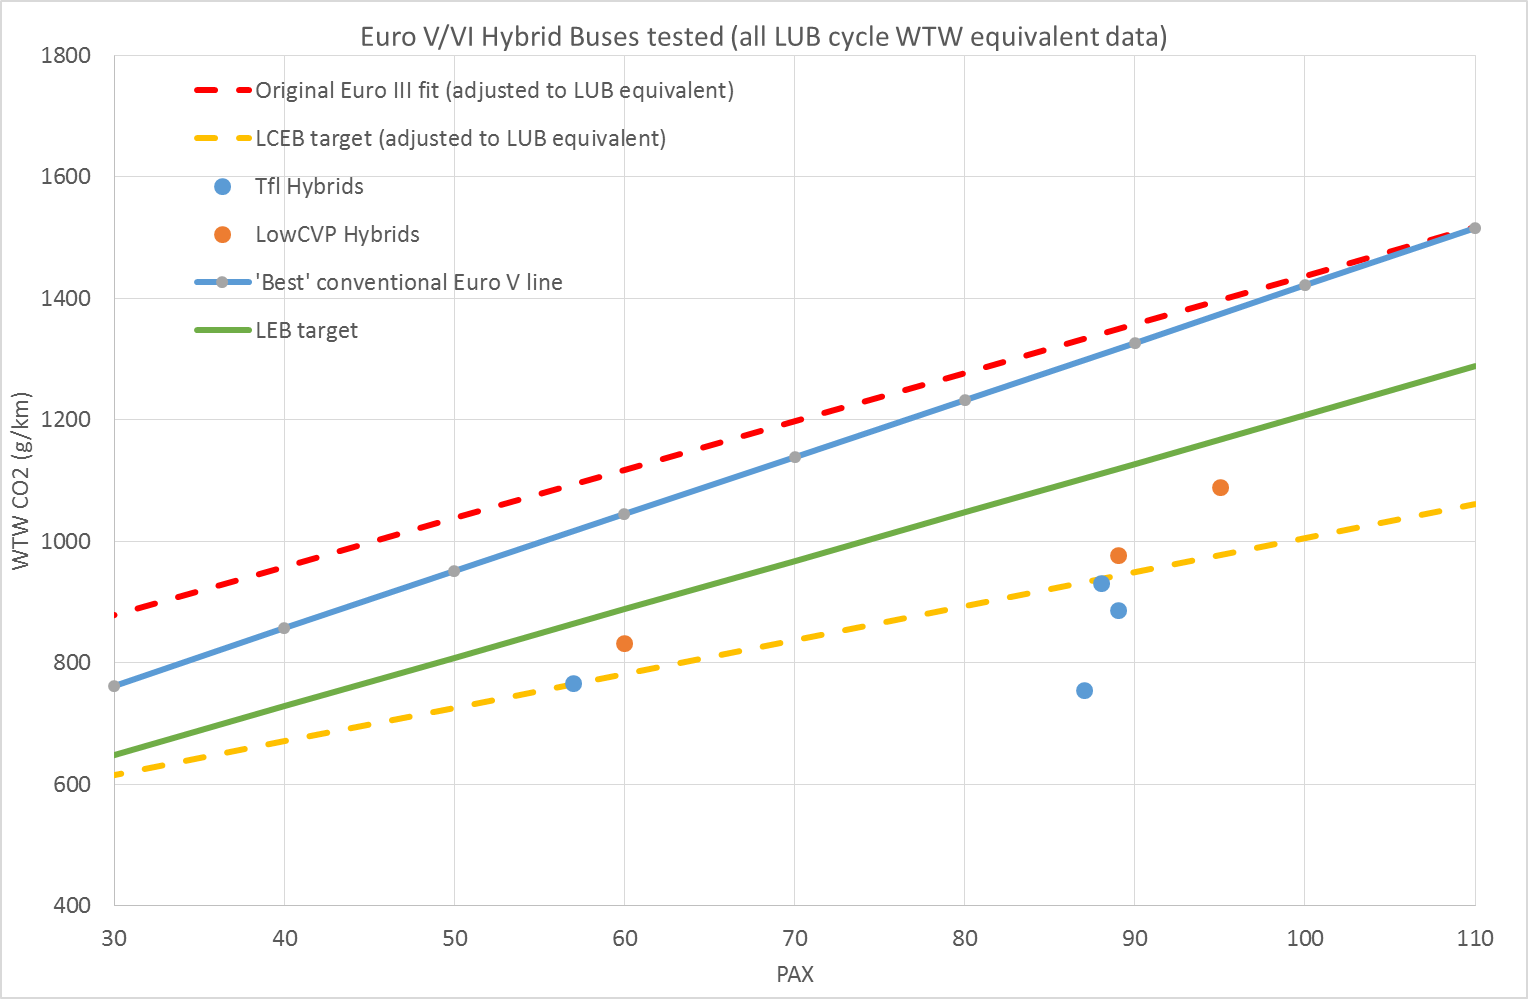 Euro V/VI Hybrid Buses tested (all LUB cycle WTW equivalent data)
1800
Original Euro III fit (adjusted to LUB equivalent)
LCEB target (adjusted to LUB equivalent)
1600
Tfl Hybrids
LowCVP Hybrids
'Best' conventional Euro V line
1400
LEB target
WTW CO2 (g/km)
1200
1000
800
600
400
30 40 50 60 70 80 90 100 110
PAX